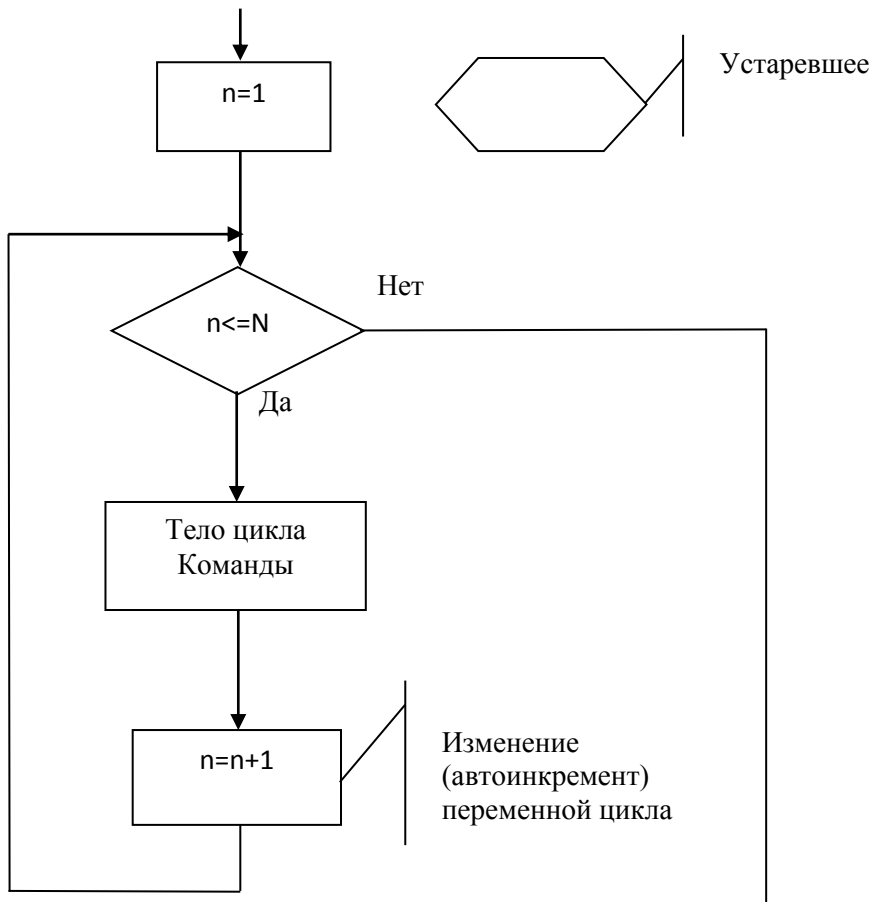 n=1
Устаревшее
n<=N
Нет
Да
Тело цикла
Команды
n=n+1
Изменение
(автоинкремент)
переменной цикла